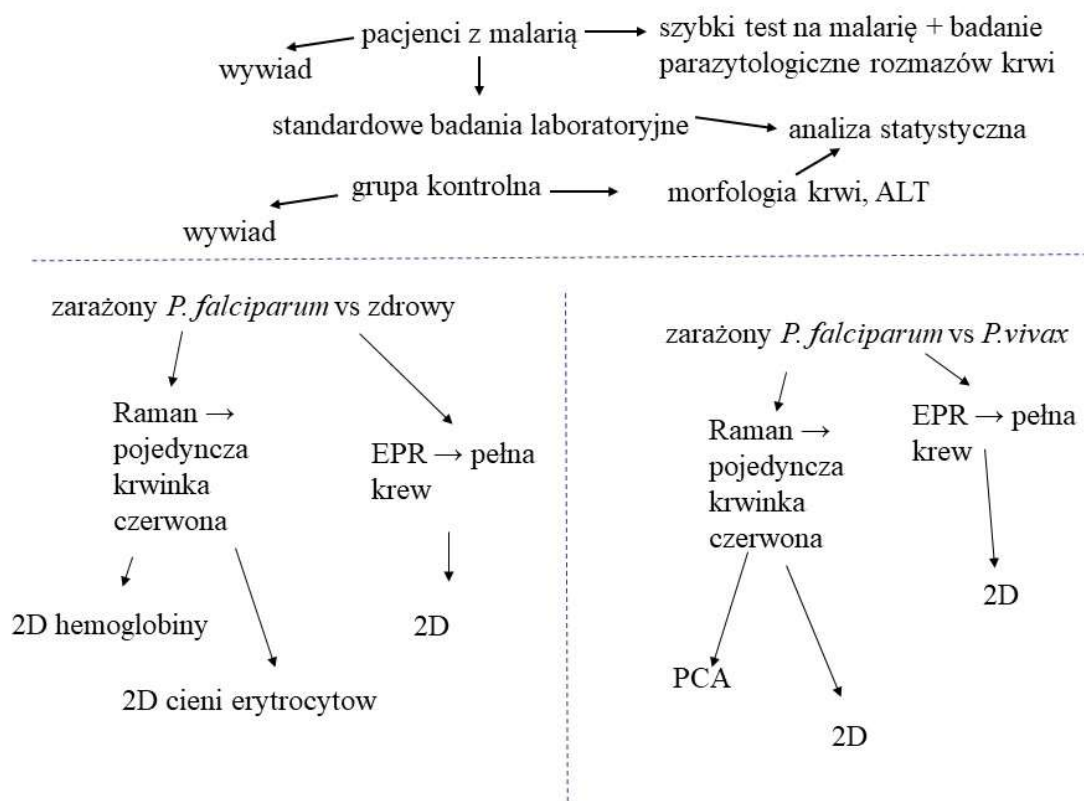 pacjenci z malarią
szybki test na malarię + badanie
parazytologiczne rozmazów krwi
wywiad
standardowe badania laboratoryjne
analiza statystyczna
grupa kontrolna
morfologia krwi, ALT
wywiad
zarażony P. falciparum vs zdrowy
Raman →
pojedyncza
krwinka
czerwona
EPR → pełna
krew
2D hemoglobiny
2D
2D cieni erytrocytow
zarażony P. falciparum vs P.vivax
Raman →
pojedyncza
krwinka
czerwona
EPR → pełna
krew
2D
PCA
2D